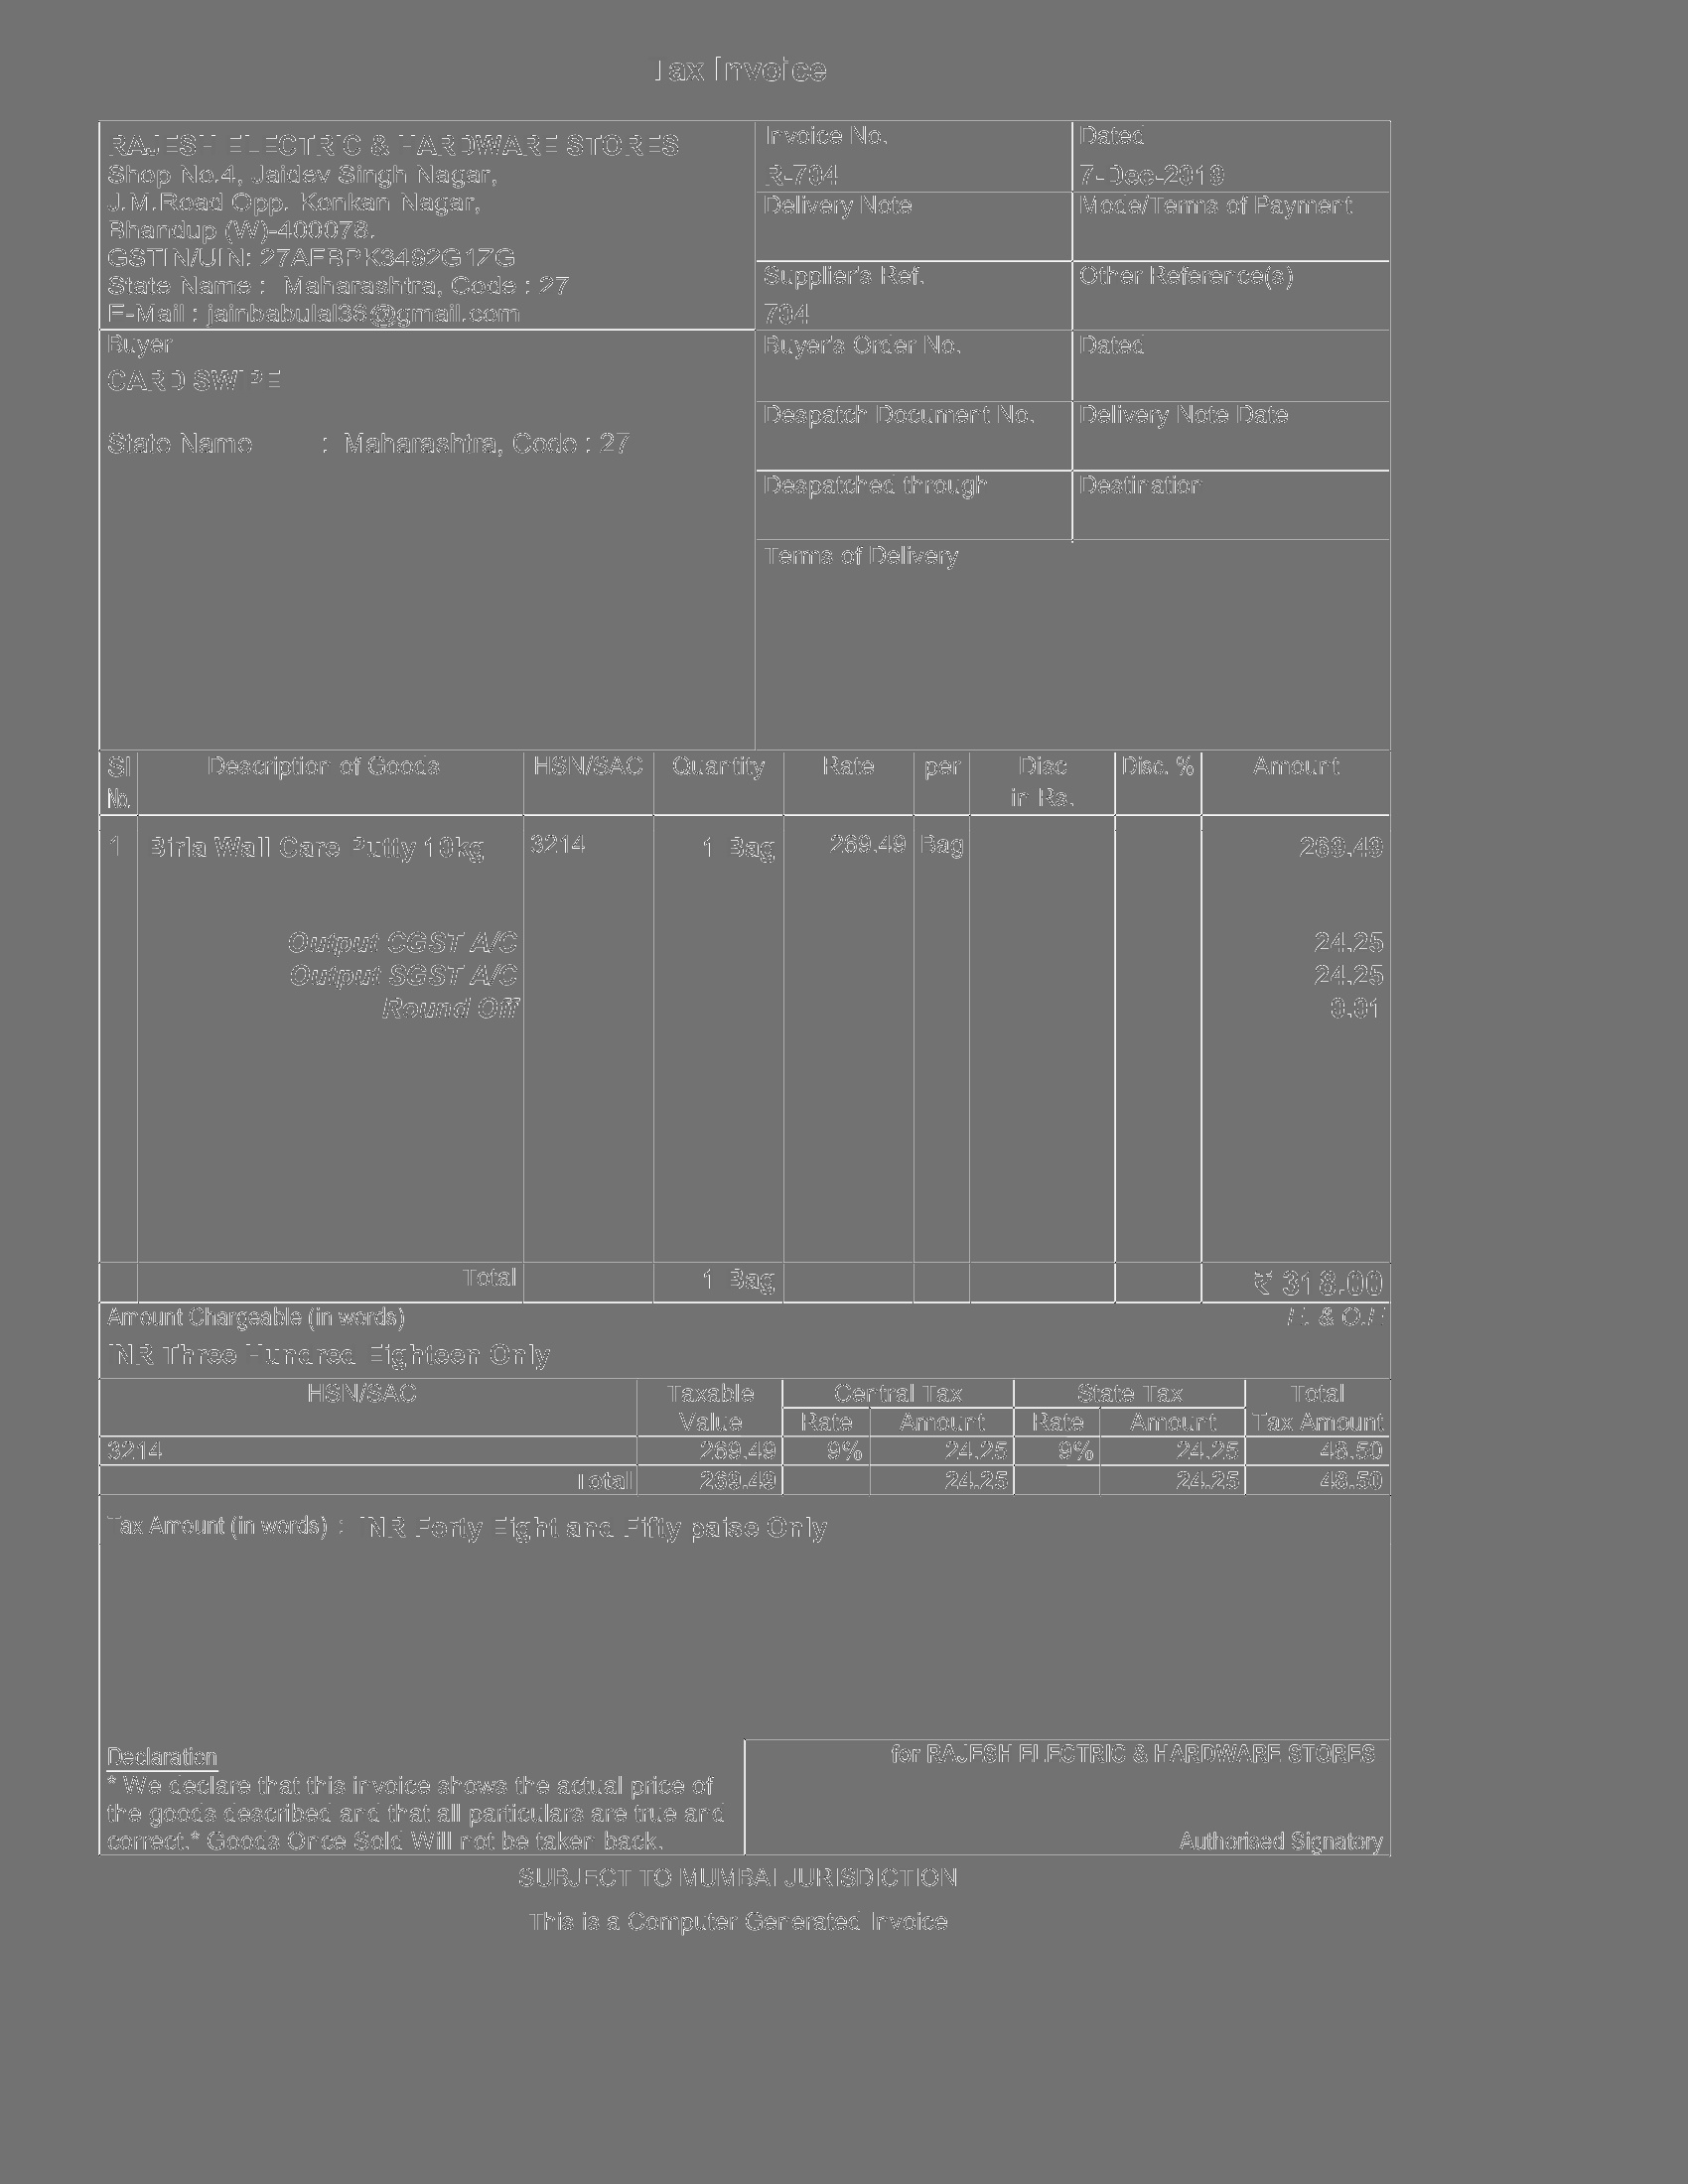 Tax Invoice
RAJESH ELECTRIC & HARDWARE STORES
Shop No.4, Jaidev Singh Nagar,
J.M.Road Opp. Konkan Nagar,
Bhandup (W)-400078.
GSTIN/UIN:
State Name : Maharashtra, Code : 27
E-Mail :
Invoice No.
R-704
Dated
7-Dec-2019
Delivery Note
Mode/Terms of Payment
Supplier's Ref.
704
Other Reference(s)
Buyer
CARD SWIPE
State Name : Maharashtra, Code : 27
Buyer's Order No.
Dated
Despatch Document No.
Delivery Note Date
Despatched through
Destination
Terms of Delivery
Sl No. Description of Goods HSN/SAC Quantity Rate per Disc in Rs. Disc. % Amount
1 Birla Wall Care Putty 10kg 3214 1 Bag 269.49 Bag 269.49
Output CGST A/C 24.25
Output SGST A/C 24.25
Round Off 0.01
Total 1 Bag ₹ 318.00
Amount Chargeable (in words) E. & O.E
INR Three Hundred Eighteen Only
HSN/SAC Taxable Value Central Tax State Tax Total Tax Amount
Rate Amount Rate Amount
3214 269.49 9% 24.25 9% 24.25 48.50
Total 269.49 24.25 24.25 48.50
Tax Amount (in words) : INR Forty Eight and Fifty paise Only
Declaration
* We declare that this invoice shows the actual price of
the goods described and that all particulars are true and
correct.* Goods Once Sold Will not be taken back.
for RAJESH ELECTRIC & HARDWARE STORES
Authorised Signatory
SUBJECT TO MUMBAI JURISDICTION
This is a Computer Generated Invoice